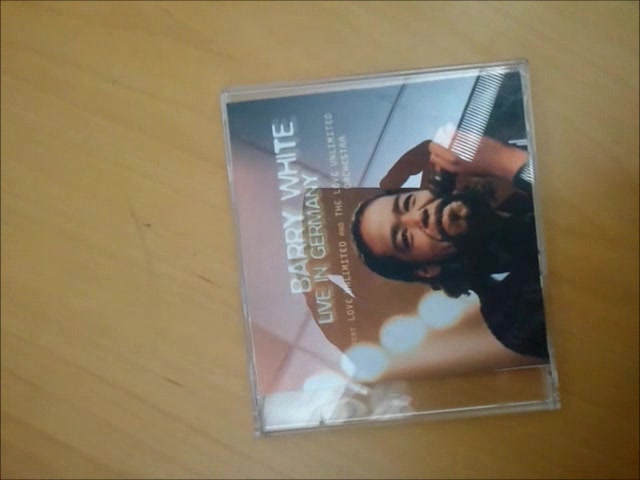 BARRY WHITE
LIVE IN GERMANY
LOVE UNLIMITED AND THE LOVE UNLIMITED
ORCHESTRA